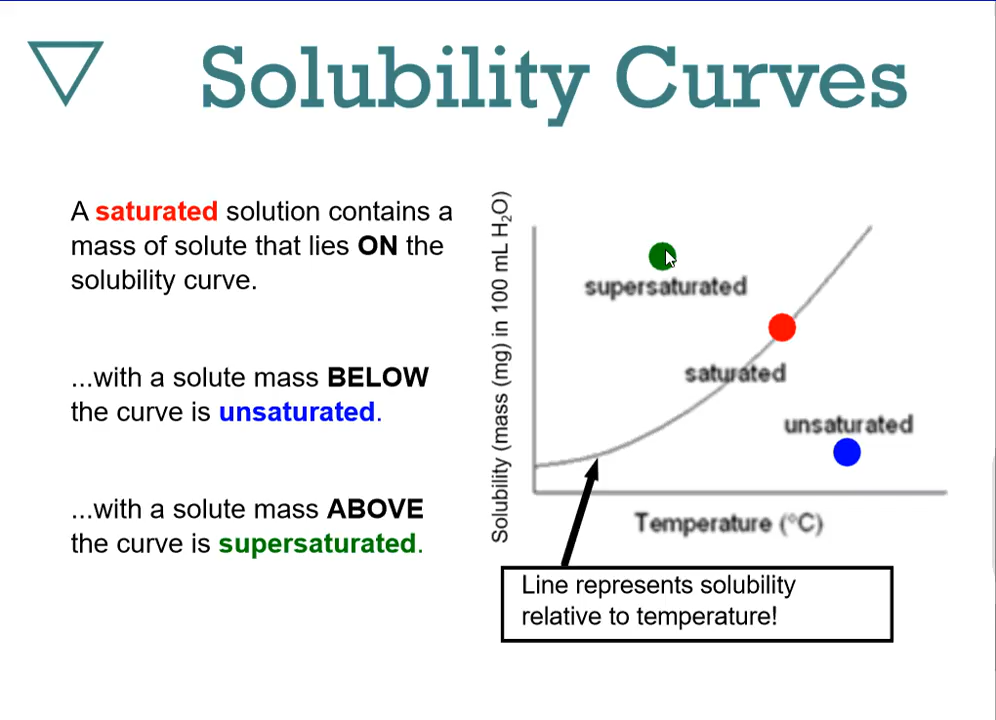 Solubility Curves
A saturated solution contains a
mass of solute that lies ON the
solubility curve.
...with a solute mass BELOW
the curve is unsaturated.
...with a solute mass ABOVE
the curve is supersaturated.
Solubility (mass (mg) in 100 mL H₂O)
supersaturated
saturated
unsaturated
Temperature (°C)
Line represents solubility
relative to temperature!